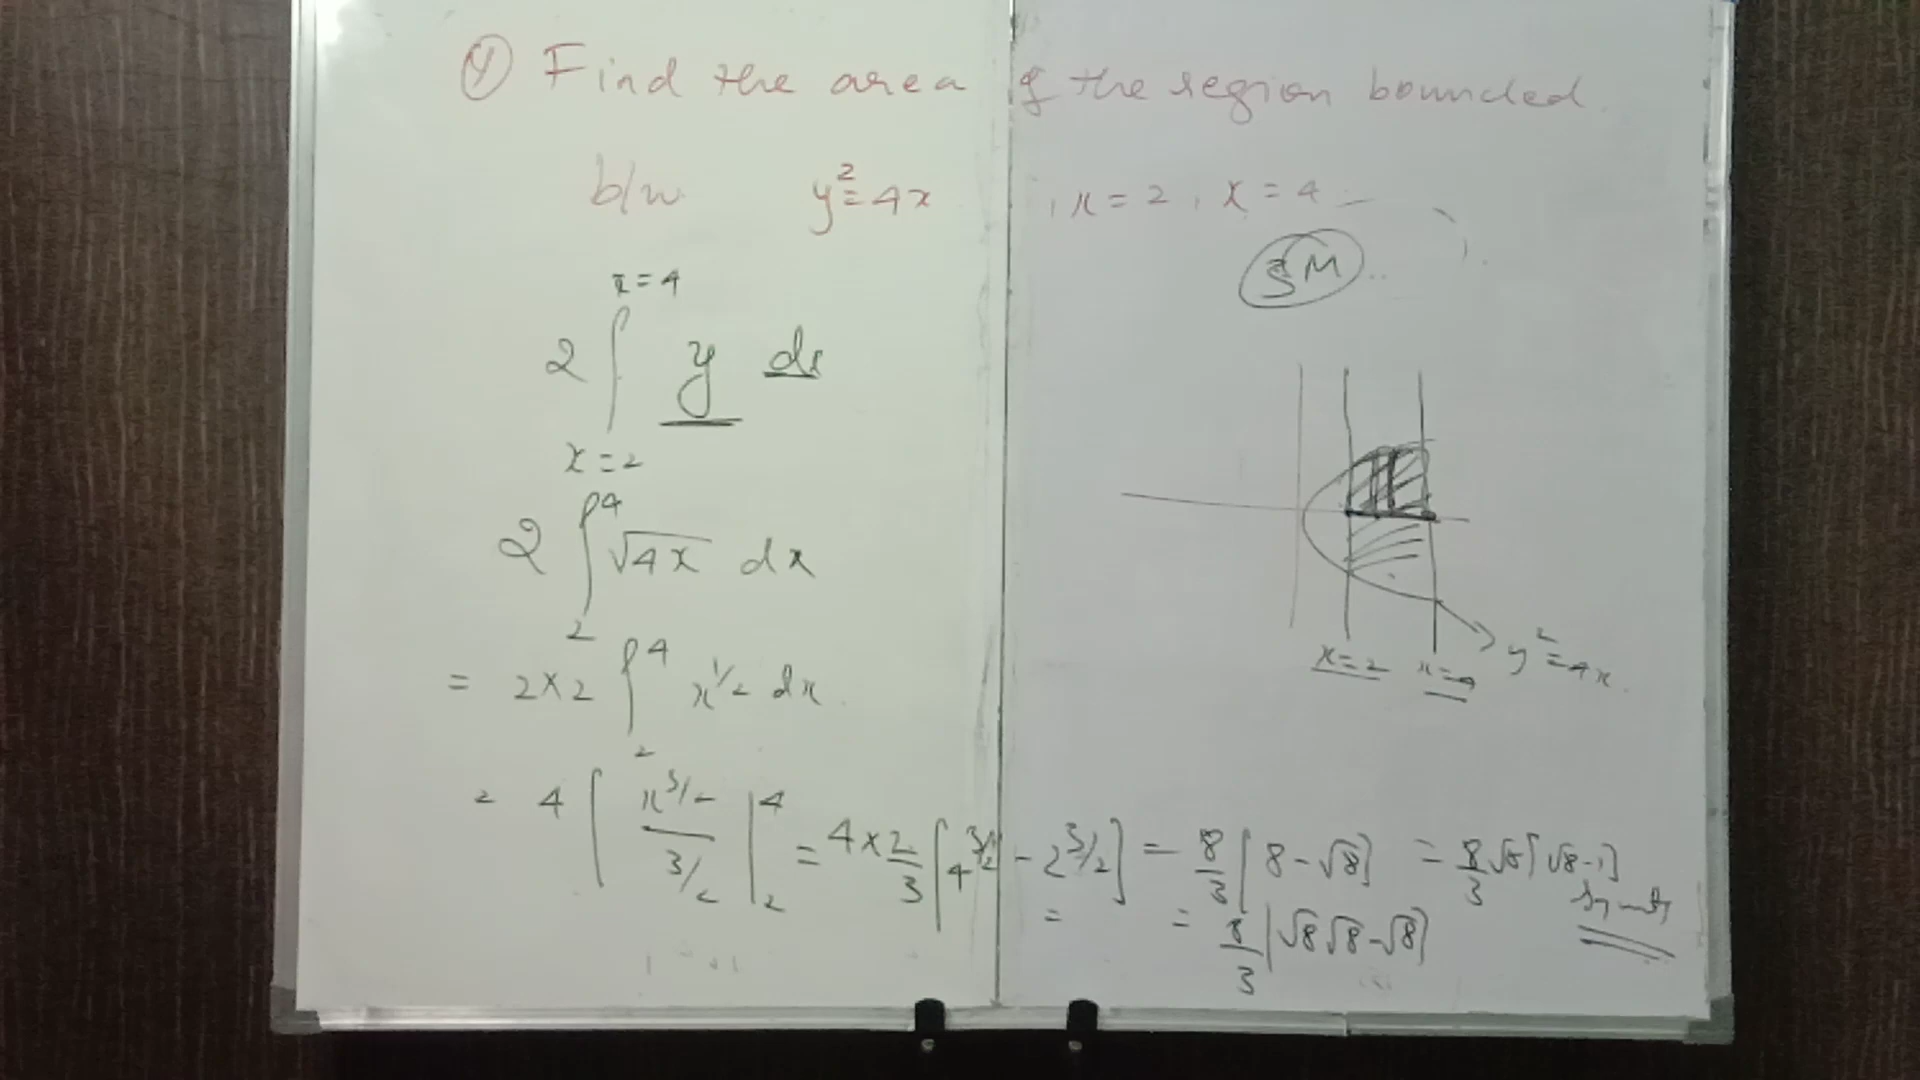 4) Find the area of the region bounded
b/w y²=4x , x=2 , x=4
3M
x=4
2 ∫ y dx
x=2
2 ∫₂⁴ √4x dx
= 2×2 ∫₂⁴ x^1/2 dx
= 4 [ x^3/2 / 3/2 ]₂⁴ = 4×2/3 [4^3/2 - 2^3/2] = 8/3 [8-√8] = 8/3 √8[√8-1]
= = 8/3 [√8√8-√8]
x=2 x=4 y²=4x